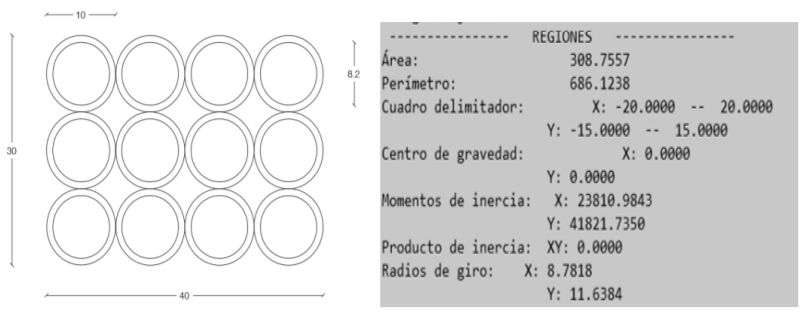 10
8.2
30
40
---------------- REGIONES ----------------
Área: 308.7557
Perímetro: 686.1238
Cuadro delimitador: X: -20.0000 -- 20.0000
Y: -15.0000 -- 15.0000
Centro de gravedad: X: 0.0000
Y: 0.0000
Momentos de inercia: X: 23810.9843
Y: 41821.7350
Producto de inercia: XY: 0.0000
Radios de giro: X: 8.7818
Y: 11.6384